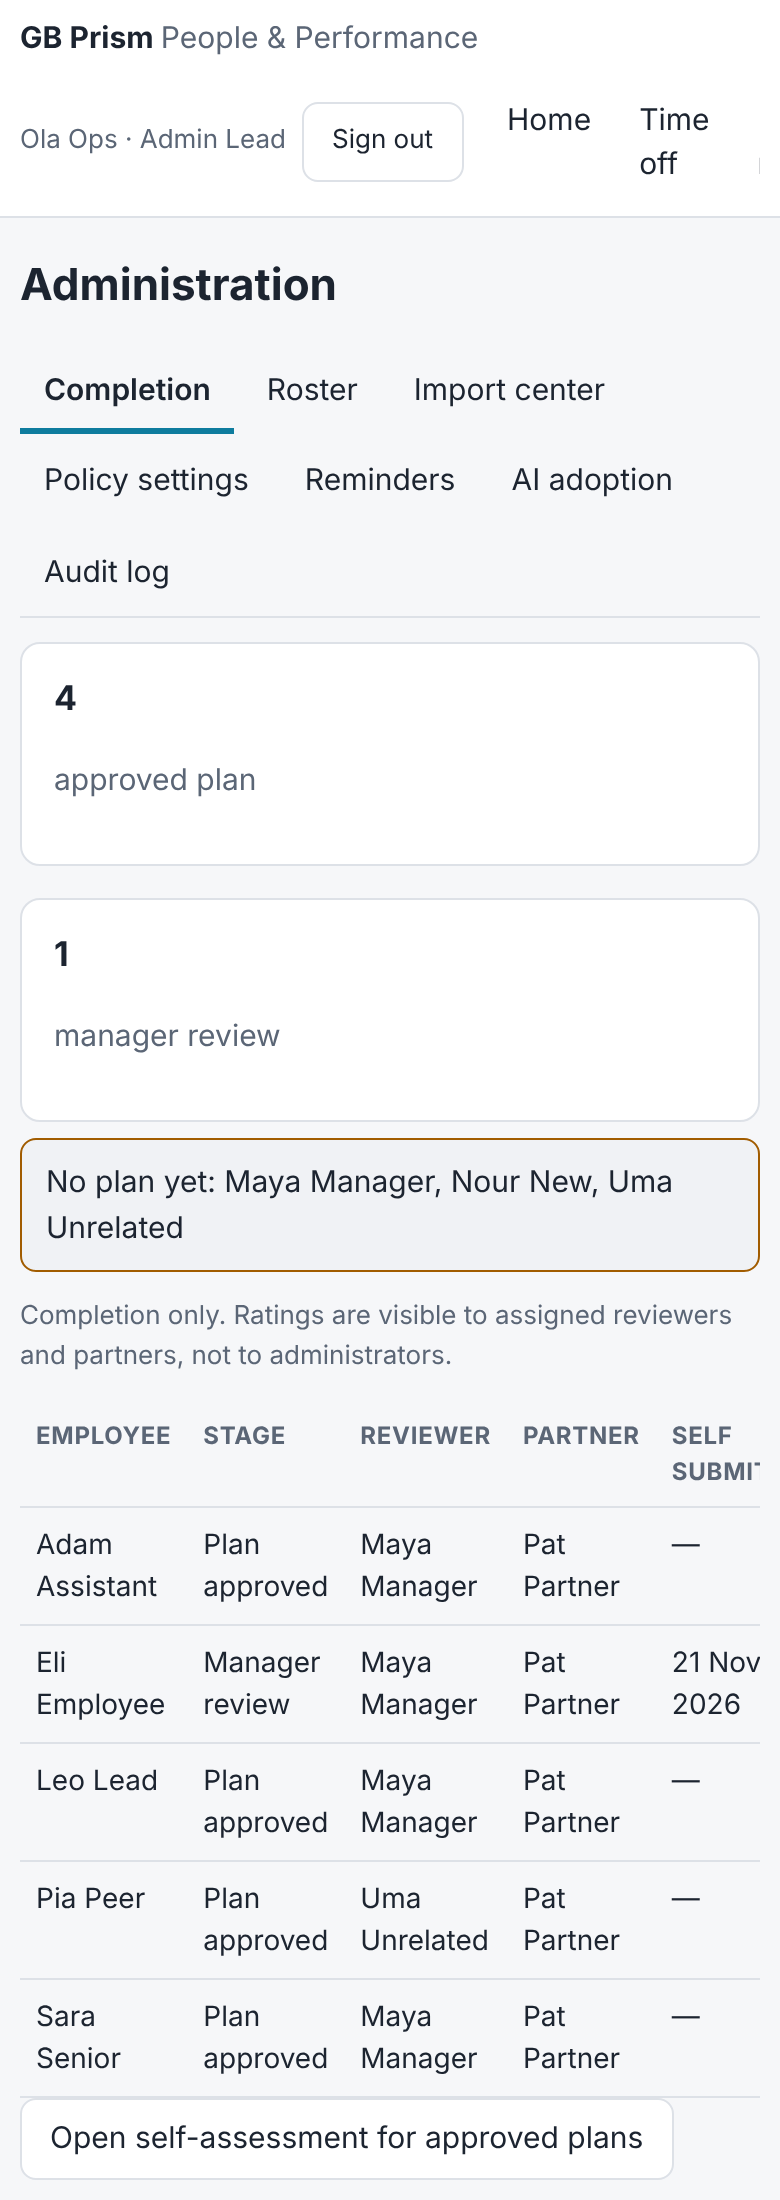 GB Prism People & Performance
Ola Ops · Admin Lead
Sign out
Home
Time
off
Administration
Completion Roster Import center
Policy settings Reminders AI adoption
Audit log
4
approved plan
1
manager review
No plan yet: Maya Manager, Nour New, Uma
Unrelated
Completion only. Ratings are visible to assigned reviewers
and partners, not to administrators.
EMPLOYEE STAGE REVIEWER PARTNER SELF
Adam Plan Maya Pat —
Assistant approved Manager Partner
Eli Manager Maya Pat 21 Nov
Employee review Manager Partner 2026
Leo Lead Plan Maya Pat —
approved Manager Partner
Pia Peer Plan Uma Pat —
approved Unrelated Partner
Sara Plan Maya Pat —
Senior approved Manager Partner
Open self-assessment for approved plans